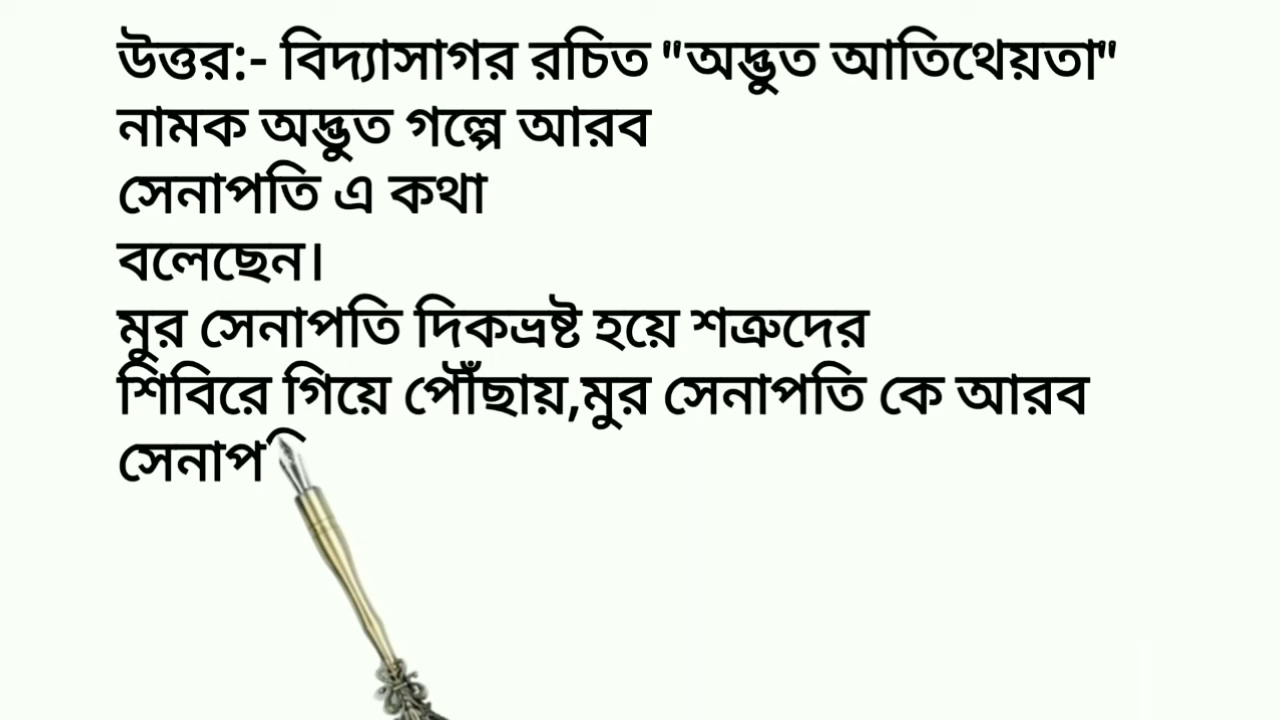 উত্তর:- বিদ্যাসাগর রচিত "অদ্ভুত আতিথেয়তা"
নামক অদ্ভুত গল্পে আরব
সেনাপতি এ কথা
বলেছেন।
মুর সেনাপতি দিকভ্রষ্ট হয়ে শত্রুদের
শিবিরে গিয়ে পৌঁছায়,মুর সেনাপতি কে আরব
সেনাপ